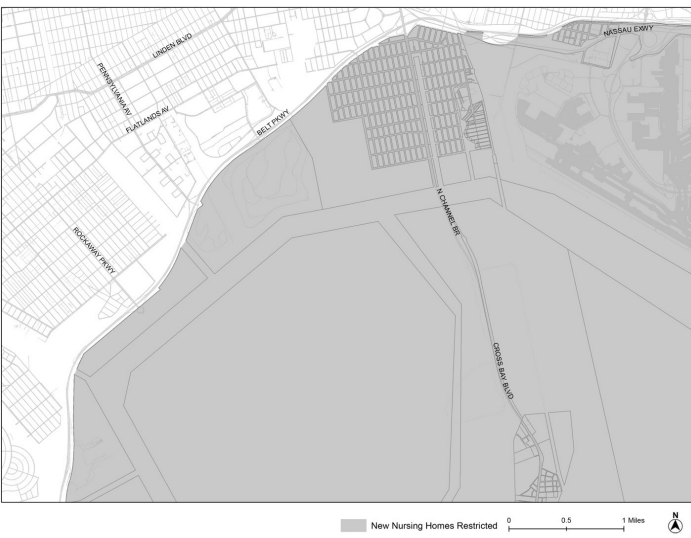 NASSAU EXWY
LINDEN BLVD
PENNSYLVANIA AV
FLATLANDS AV
BELT PKWY
N CHANNEL BR
ROCKAWAY PKWY
CROSS BAY BLVD
New Nursing Homes Restricted
0 0.5 1 Miles
N